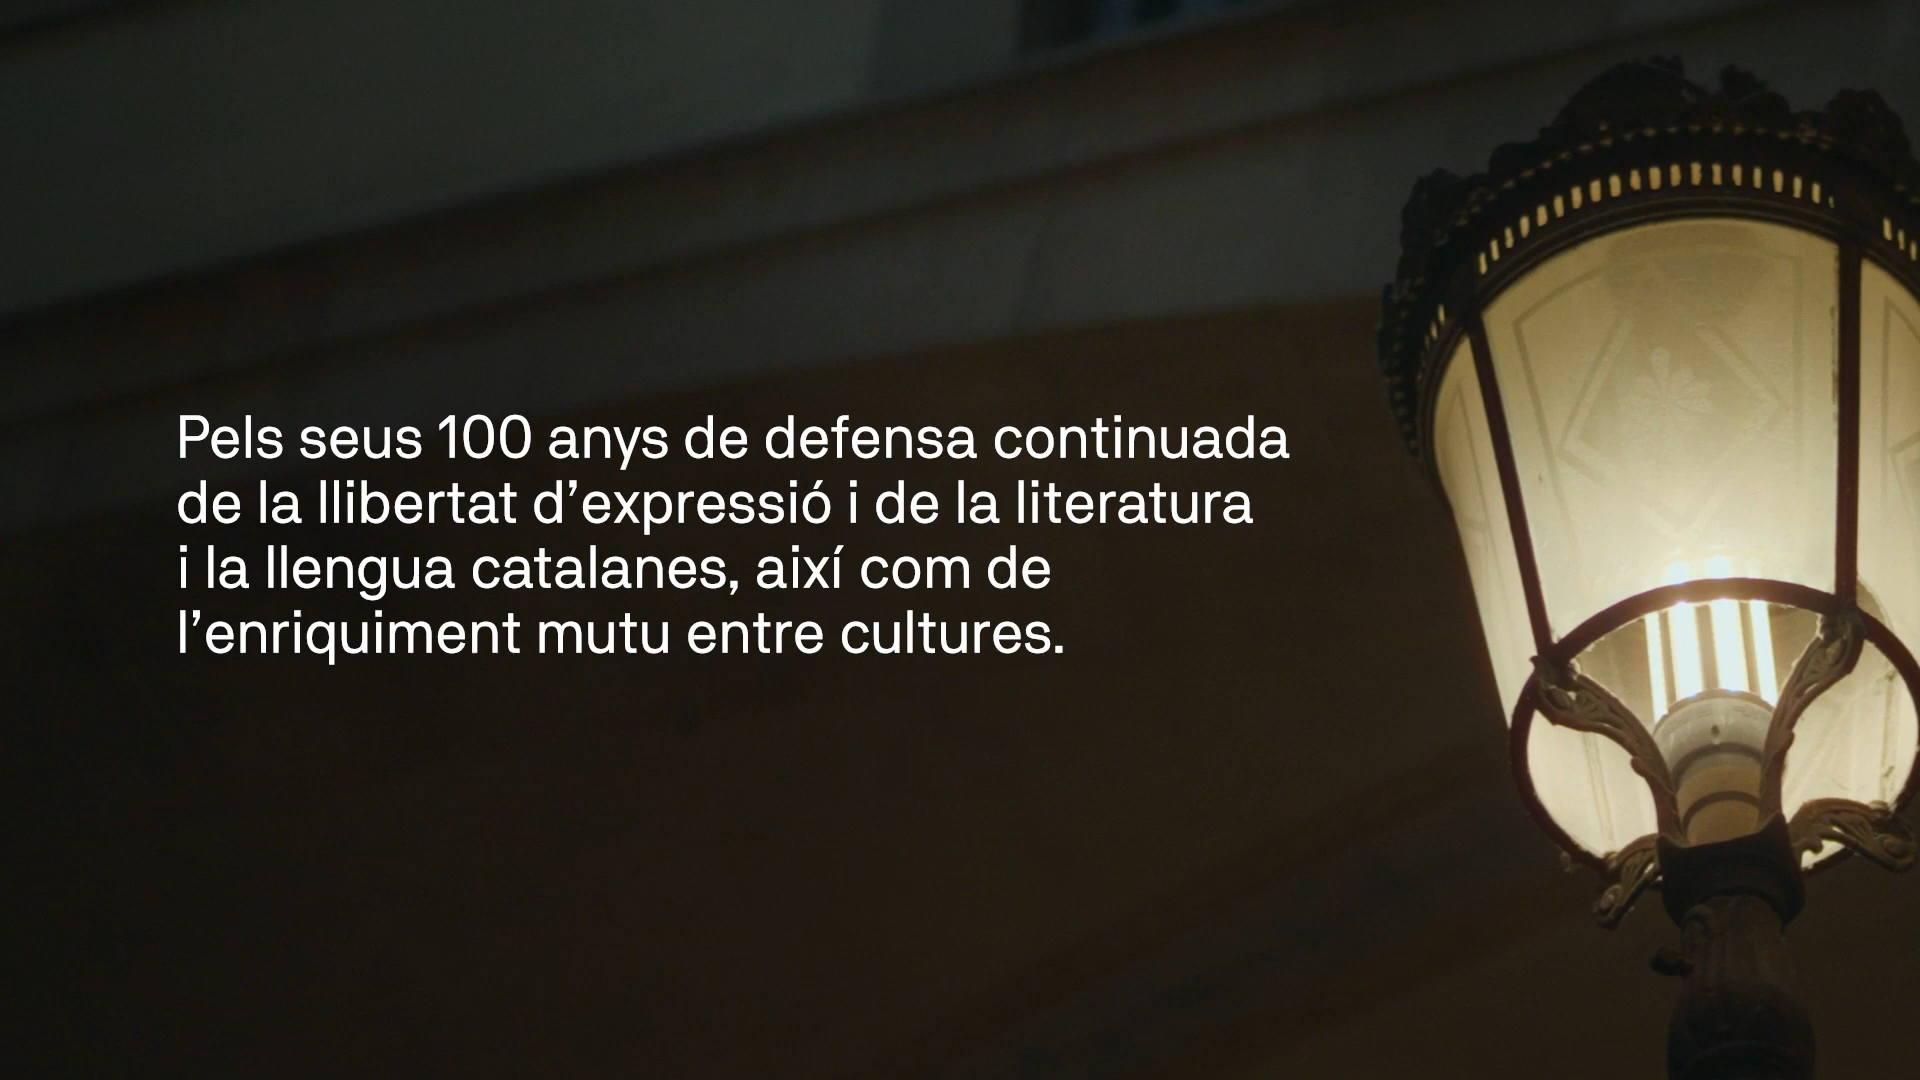 Pels seus 100 anys de defensa continuada
de la llibertat d’expressió i de la literatura
i la llengua catalanes, així com de
l’enriquiment mutu entre cultures.